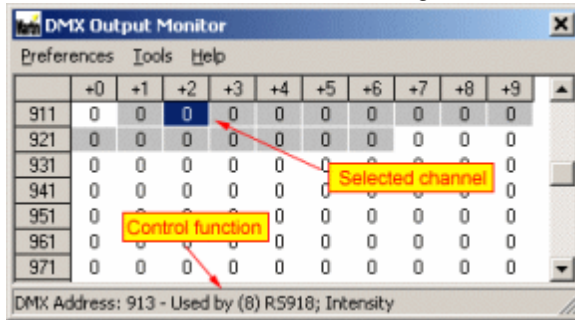 Martin DMX Output Monitor
Preferences Tools Help
+0 +1 +2 +3 +4 +5 +6 +7 +8 +9
911 0 0 0 0 0 0 0 0 0 0
921 0 0 0 0 0 0 0 0 0 0
931 0 0 0 0 0 0 0 0 0 0
Selected channel
941 0 0 0 0 0 0 0
951 0 0 0 0 0 0 0 0 0 0
Control function
961 0 0 0 0 0 0 0 0 0 0
971 0 0 0 0 0 0 0 0 0 0
DMX Address: 913 - Used by (8) RS918; Intensity